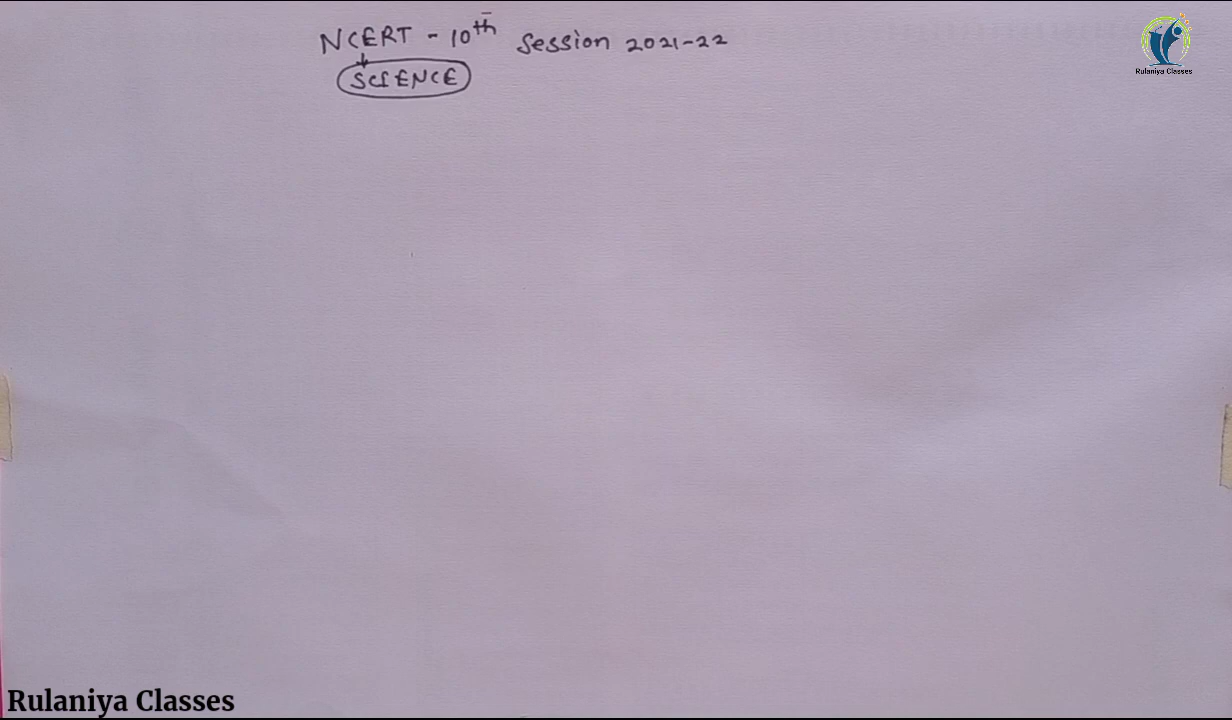 NCERT - 10th Session 2021-22
SCIENCE
Rulaniya Classes
Rulaniya Classes